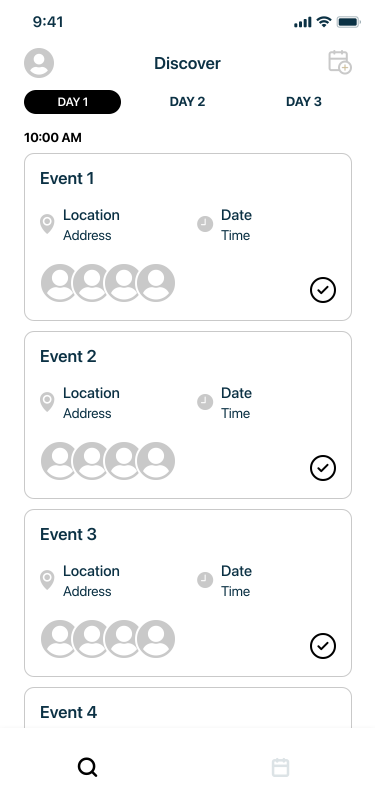 9:41
Discover
DAY 1 DAY 2 DAY 3
10:00 AM
Event 1
Location Date
Address Time
Event 2
Location Date
Address Time
Event 3
Location Date
Address Time
Event 4